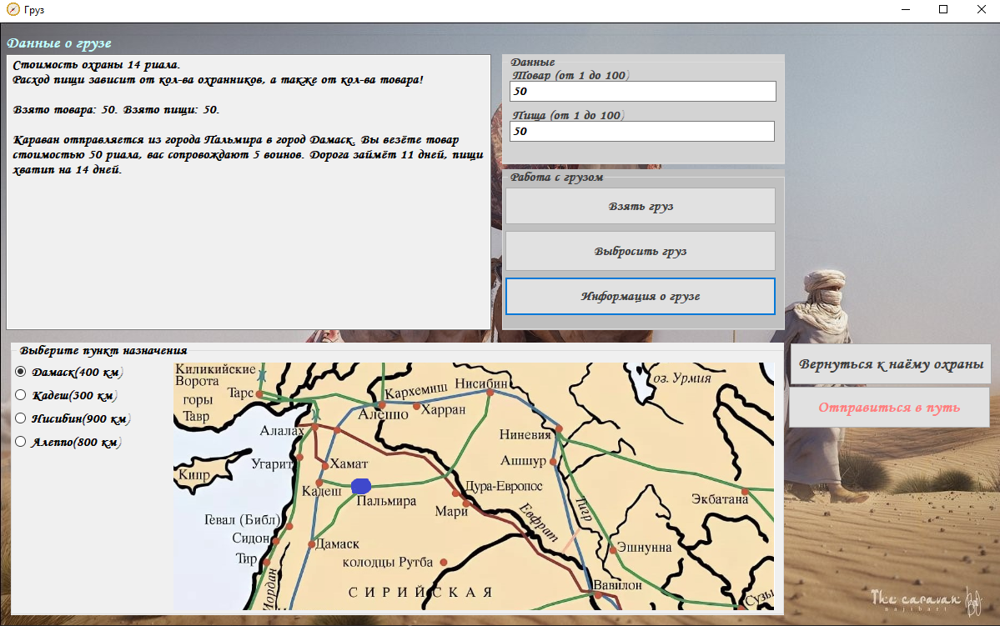 Груз
Данные о грузе
Стоимость охраны 14 риала.
Расход пищи зависит от кол-ва охранников, а также от кол-ва товара!
Взято товара: 50. Взято пищи: 50.
Караван отправляется из города Пальмира в город Дамаск. Вы везёте товар
стоимостью 50 риала, вас сопровождают 5 воинов. Дорога займёт 11 дней, пищи
хватит на 14 дней.
Данные
Товар (от 1 до 100)
50
Пища (от 1 до 100)
50
Работа с грузом
Взять груз
Выбросить груз
Информация о грузе
Выберите пункт назначения
Дамаск(400 км)
Кадеш(300 км)
Нисибин(900 км)
Алеппо(800 км)
Киликийские
Ворота
горы
Тавр
Тарс
Кархемиш
Нисибин
оз. Урмия
Алеппо
Харран
Алалах
Ниневия
Угарит
Хамат
Ашшур
Кипр
Кадеш
Пальмира
Дура-Европос
Мари
Евфрат
Тигр
Экбатана
Гевал (Библ)
Сидон
Дамаск
Эшнунна
Тир
колодцы Рутба
Иордан
СИРИЙСКАЯ
Вавилон
Сузы
Вернуться к наёму охраны
Отправиться в путь
The caravan
najibari